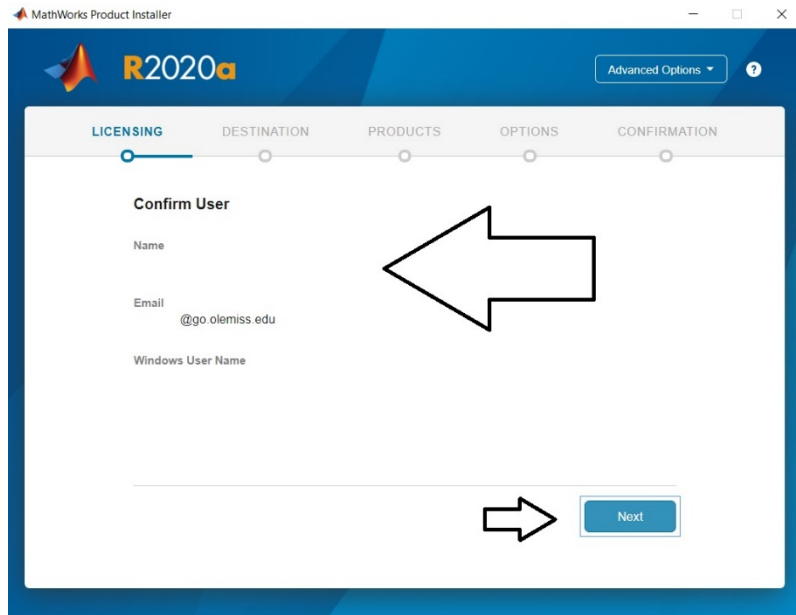 MathWorks Product Installer
R2020a
Advanced Options
?
LICENSING DESTINATION PRODUCTS OPTIONS CONFIRMATION
Confirm User
Name
Email
@go.olemiss.edu
Windows User Name
Next